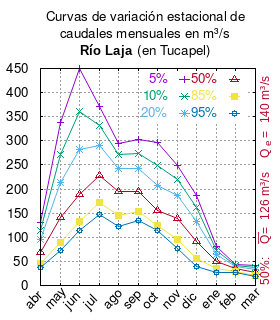 Curvas de variación estacional de
caudales mensuales en m³/s
Río Laja (en Tucapel)
450
400
350
300
250
200
150
100
50
0
5% 50%
10% 85%
20% 95%
abr may jun jul ago sep oct nov dic ene feb mar
50%: Q= 126 m³/s Qe = 140 m³/s